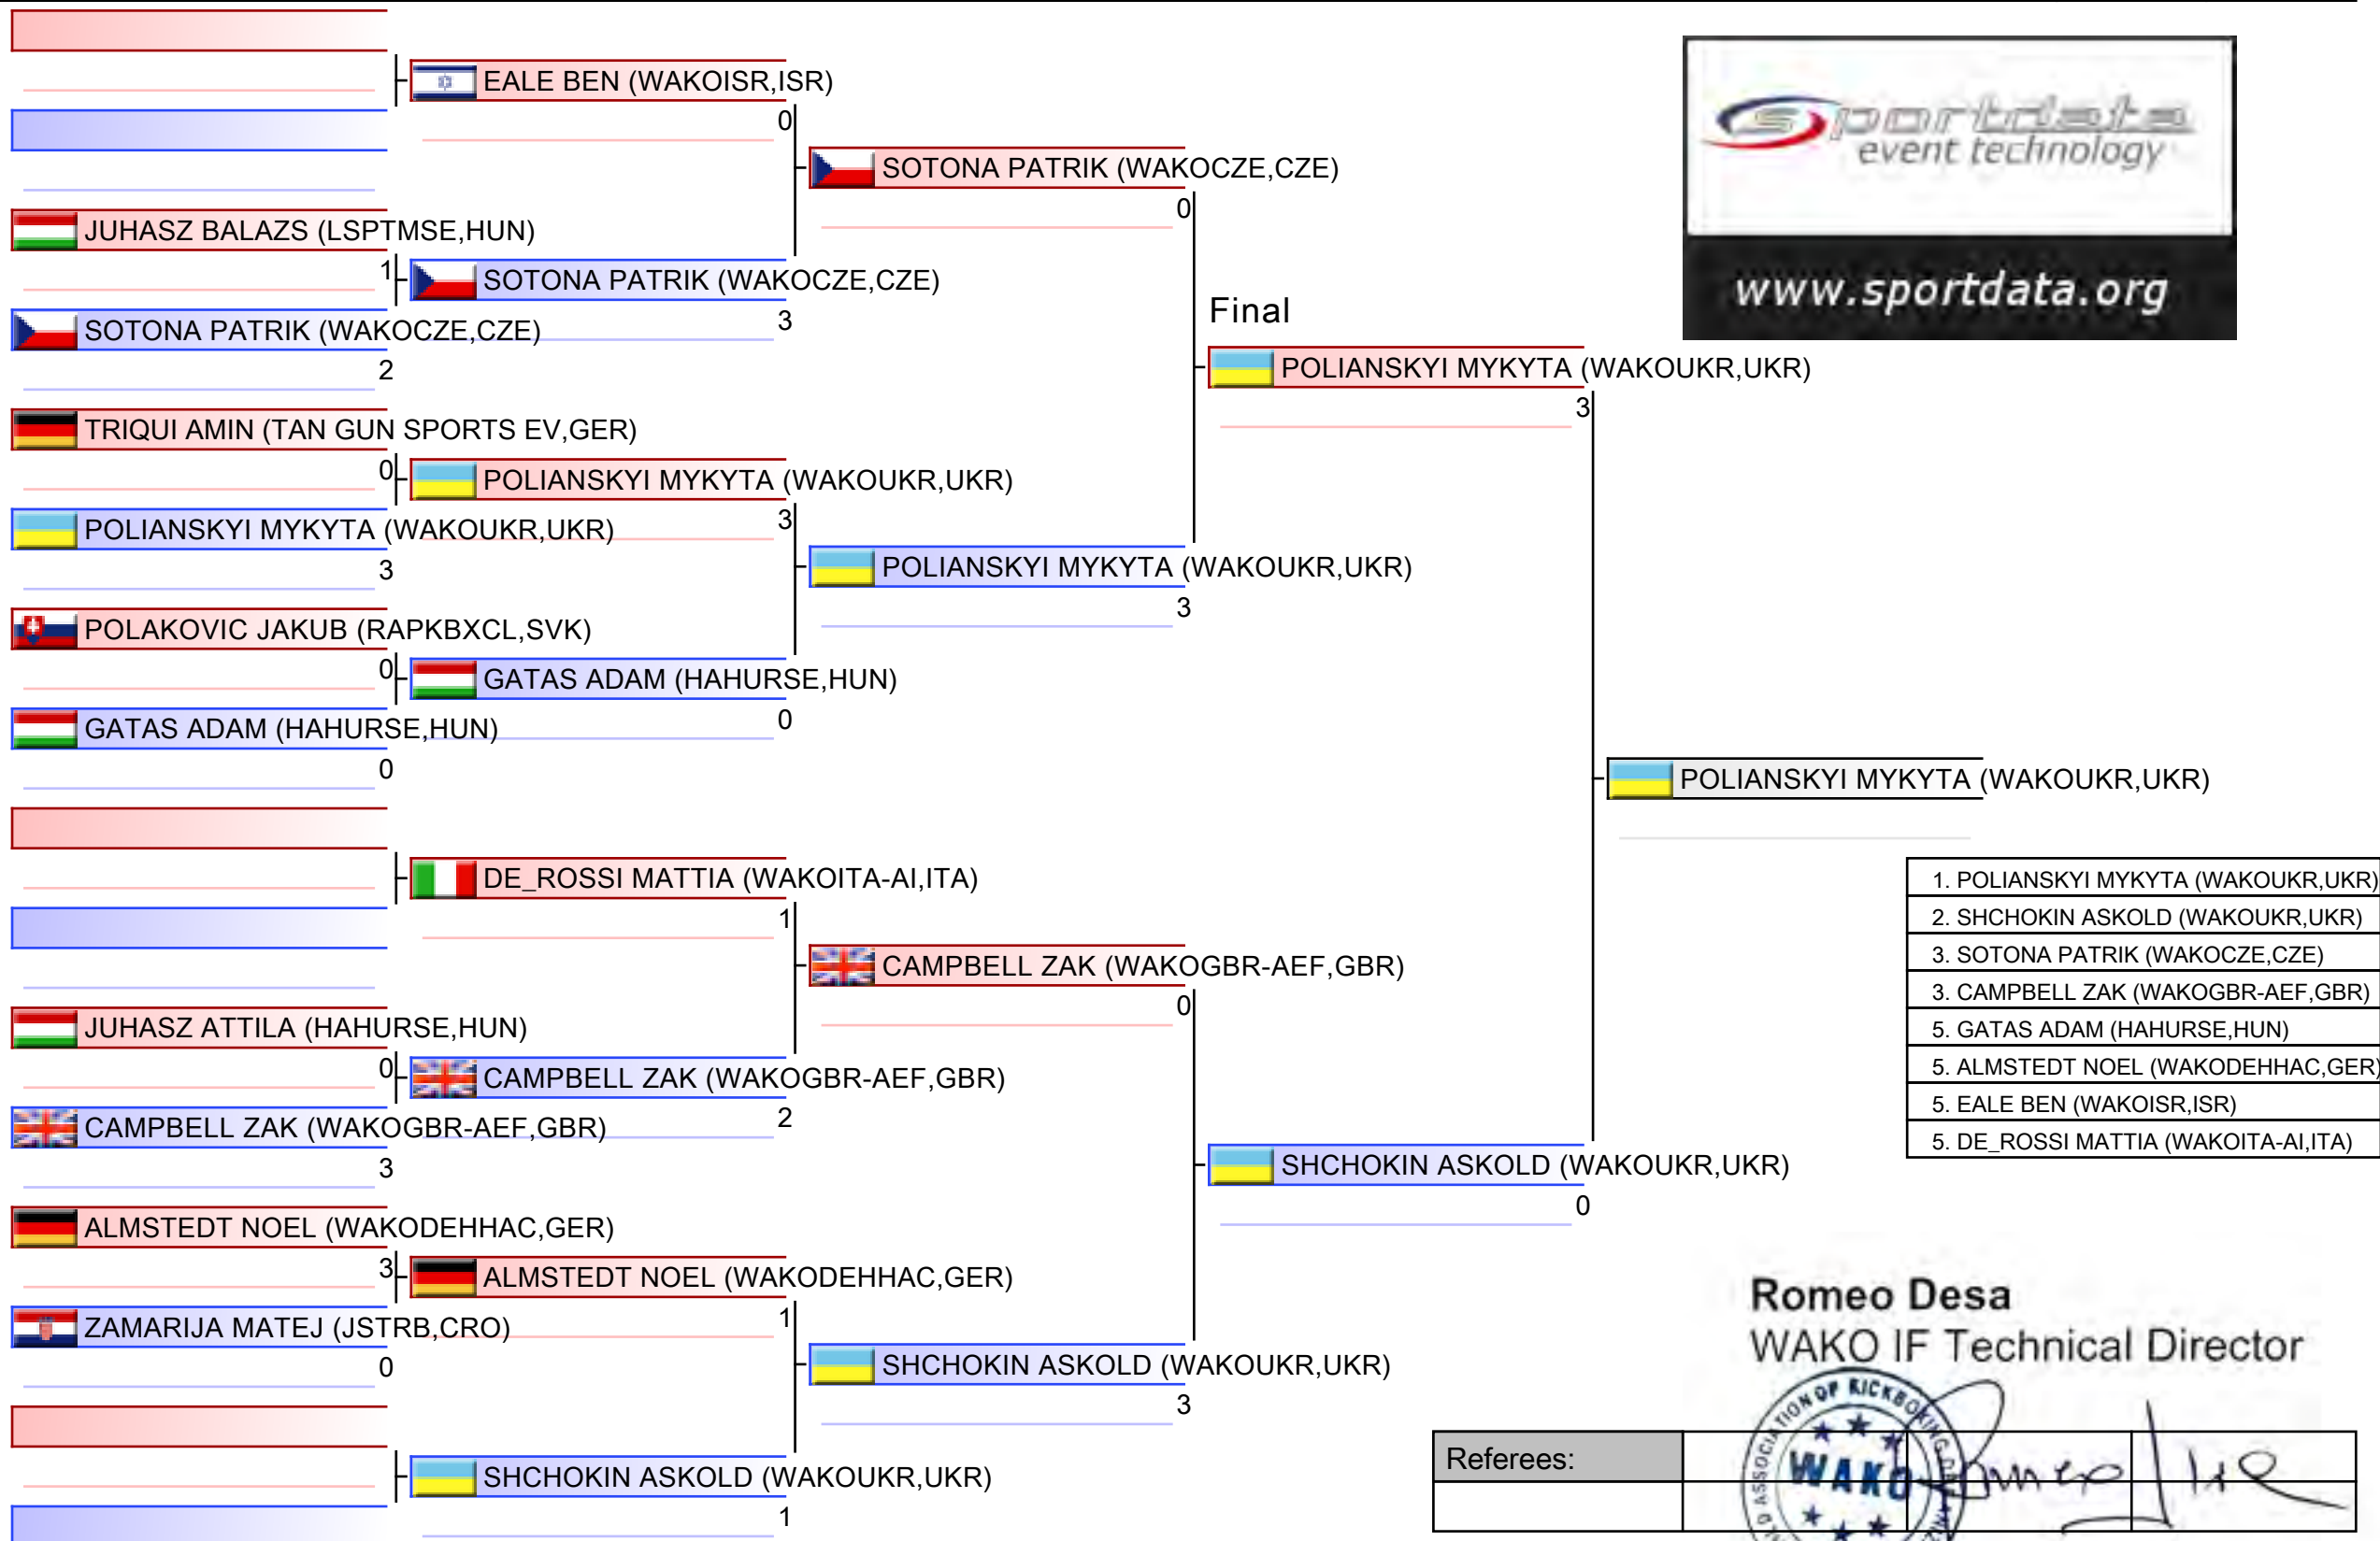 EALE BEN (WAKOISR,ISR)
0
JUHASZ BALAZS (LSPTMSE,HUN)
1
SOTONA PATRIK (WAKOCZE,CZE)
2
SOTONA PATRIK (WAKOCZE,CZE)
3
SOTONA PATRIK (WAKOCZE,CZE)
0
TRIQUI AMIN (TAN GUN SPORTS EV,GER)
0
POLIANSKYI MYKYTA (WAKOUKR,UKR)
3
POLIANSKYI MYKYTA (WAKOUKR,UKR)
3
POLAKOVIC JAKUB (RAPKBXCL,SVK)
0
GATAS ADAM (HAHURSE,HUN)
0
GATAS ADAM (HAHURSE,HUN)
0
POLIANSKYI MYKYTA (WAKOUKR,UKR)
3
Final
POLIANSKYI MYKYTA (WAKOUKR,UKR)
3
sportdata
event technology
www.sportdata.org
DE_ROSSI MATTIA (WAKOITA-AI,ITA)
1
JUHASZ ATTILA (HAHURSE,HUN)
0
CAMPBELL ZAK (WAKOGBR-AEF,GBR)
3
CAMPBELL ZAK (WAKOGBR-AEF,GBR)
2
CAMPBELL ZAK (WAKOGBR-AEF,GBR)
0
ALMSTEDT NOEL (WAKODEHHAC,GER)
3
ZAMARIJA MATEJ (JSTRB,CRO)
0
ALMSTEDT NOEL (WAKODEHHAC,GER)
1
SHCHOKIN ASKOLD (WAKOUKR,UKR)
1
SHCHOKIN ASKOLD (WAKOUKR,UKR)
3
SHCHOKIN ASKOLD (WAKOUKR,UKR)
0
POLIANSKYI MYKYTA (WAKOUKR,UKR)
1. POLIANSKYI MYKYTA (WAKOUKR,UKR)
2. SHCHOKIN ASKOLD (WAKOUKR,UKR)
3. SOTONA PATRIK (WAKOCZE,CZE)
3. CAMPBELL ZAK (WAKOGBR-AEF,GBR)
5. GATAS ADAM (HAHURSE,HUN)
5. ALMSTEDT NOEL (WAKODEHHAC,GER)
5. EALE BEN (WAKOISR,ISR)
5. DE_ROSSI MATTIA (WAKOITA-AI,ITA)
Romeo Desa
WAKO IF Technical Director
Referees:
ASSOCIATION OF KICKBOXING
WAKO